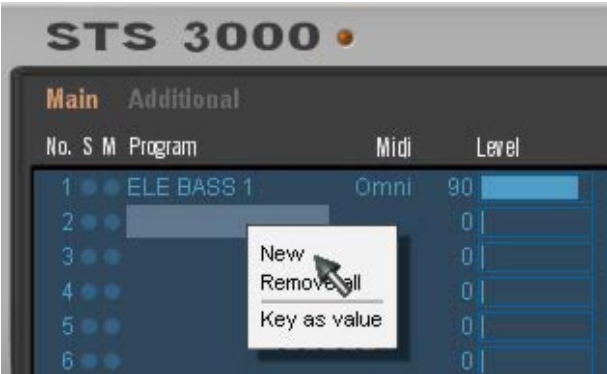 STS 3000
Main Additional
No. S M Program Midi Level
1 ELE BASS 1 Omni 90
2 0
3 0
4 0
5 0
6 0
New
Remove all
Key as value